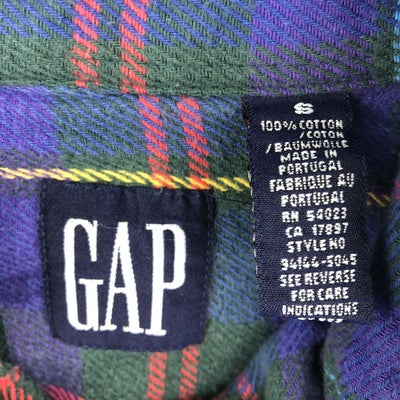 GAP
S
100% COTTON
/COTON
/BAUMWOLLE
MADE IN
PORTUGAL
FABRIQUE AU
PORTUGAL
RN 54023
CA 17897
STYLE NO
34144-5045
SEE REVERSE
FOR CARE
INDICATIONS